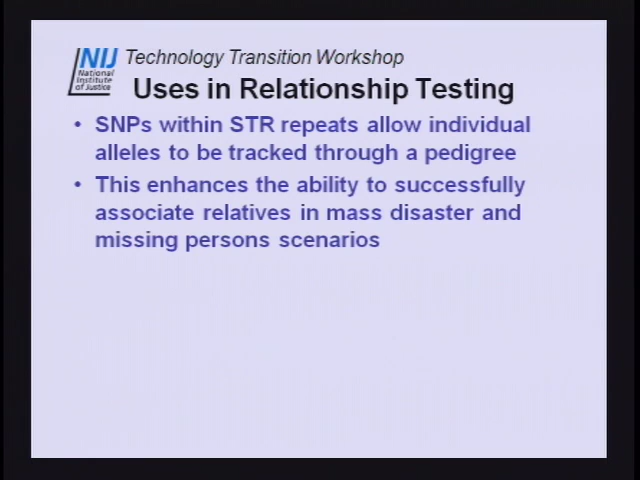 NIJ
National
Institute
of Justice
Technology Transition Workshop
Uses in Relationship Testing
• SNPs within STR repeats allow individual
alleles to be tracked through a pedigree
• This enhances the ability to successfully
associate relatives in mass disaster and
missing persons scenarios